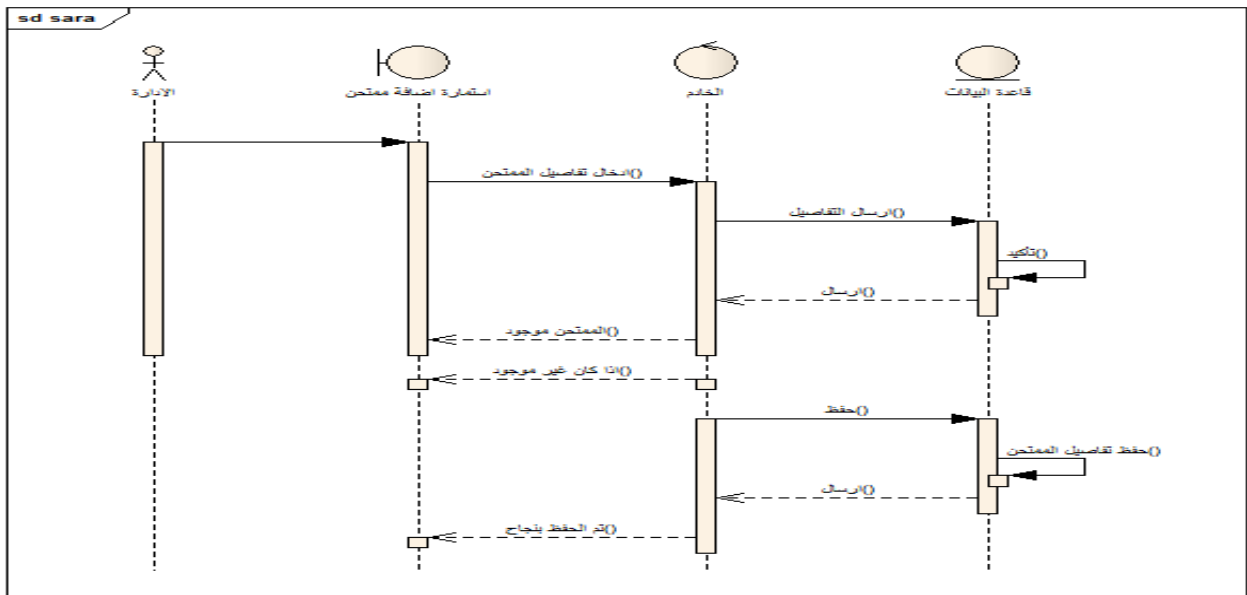 sd sara
الادارة
استمارة اضافة ممتحن
الخادم
قاعدة البيانات
ادخال تفاصيل الممتحن()
ارسال التفاصيل()
تأكيد()
ارسال()
الممتحن موجود()
اذا كان غير موجود()
حفظ()
حفظ تفاصيل الممتحن()
ارسال()
تم الحفظ بنجاح()